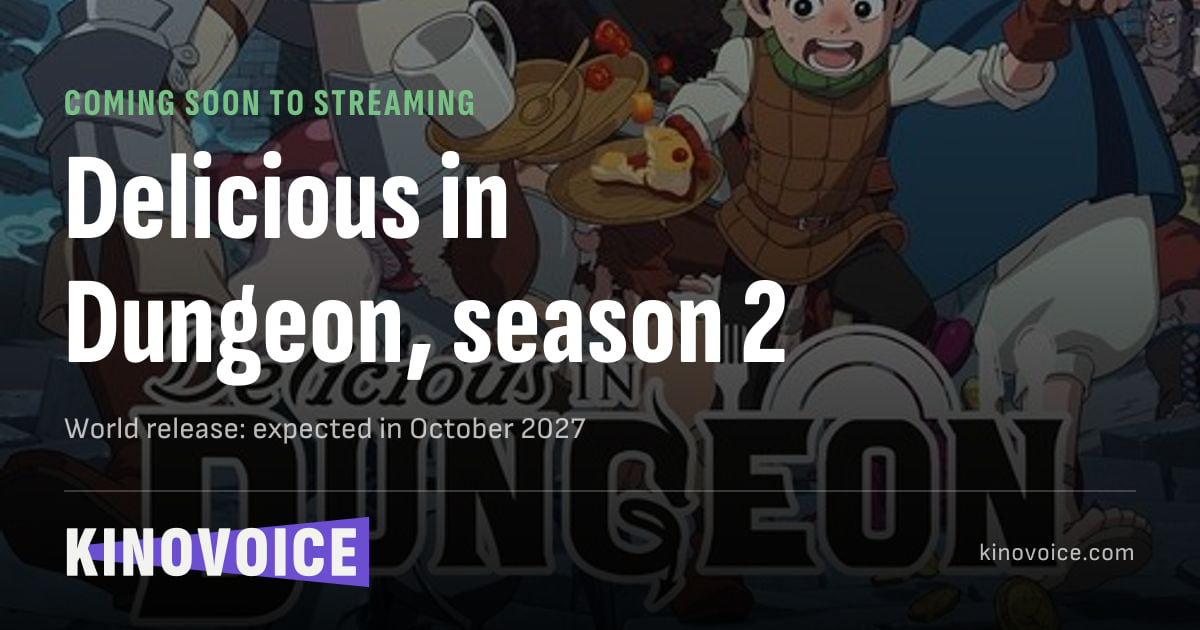 COMING SOON TO STREAMING
Delicious in
Dungeon, season 2
Delicious IN
DUNGEON
World release: expected in October 2027
KINOVOICE
kinovoice.com